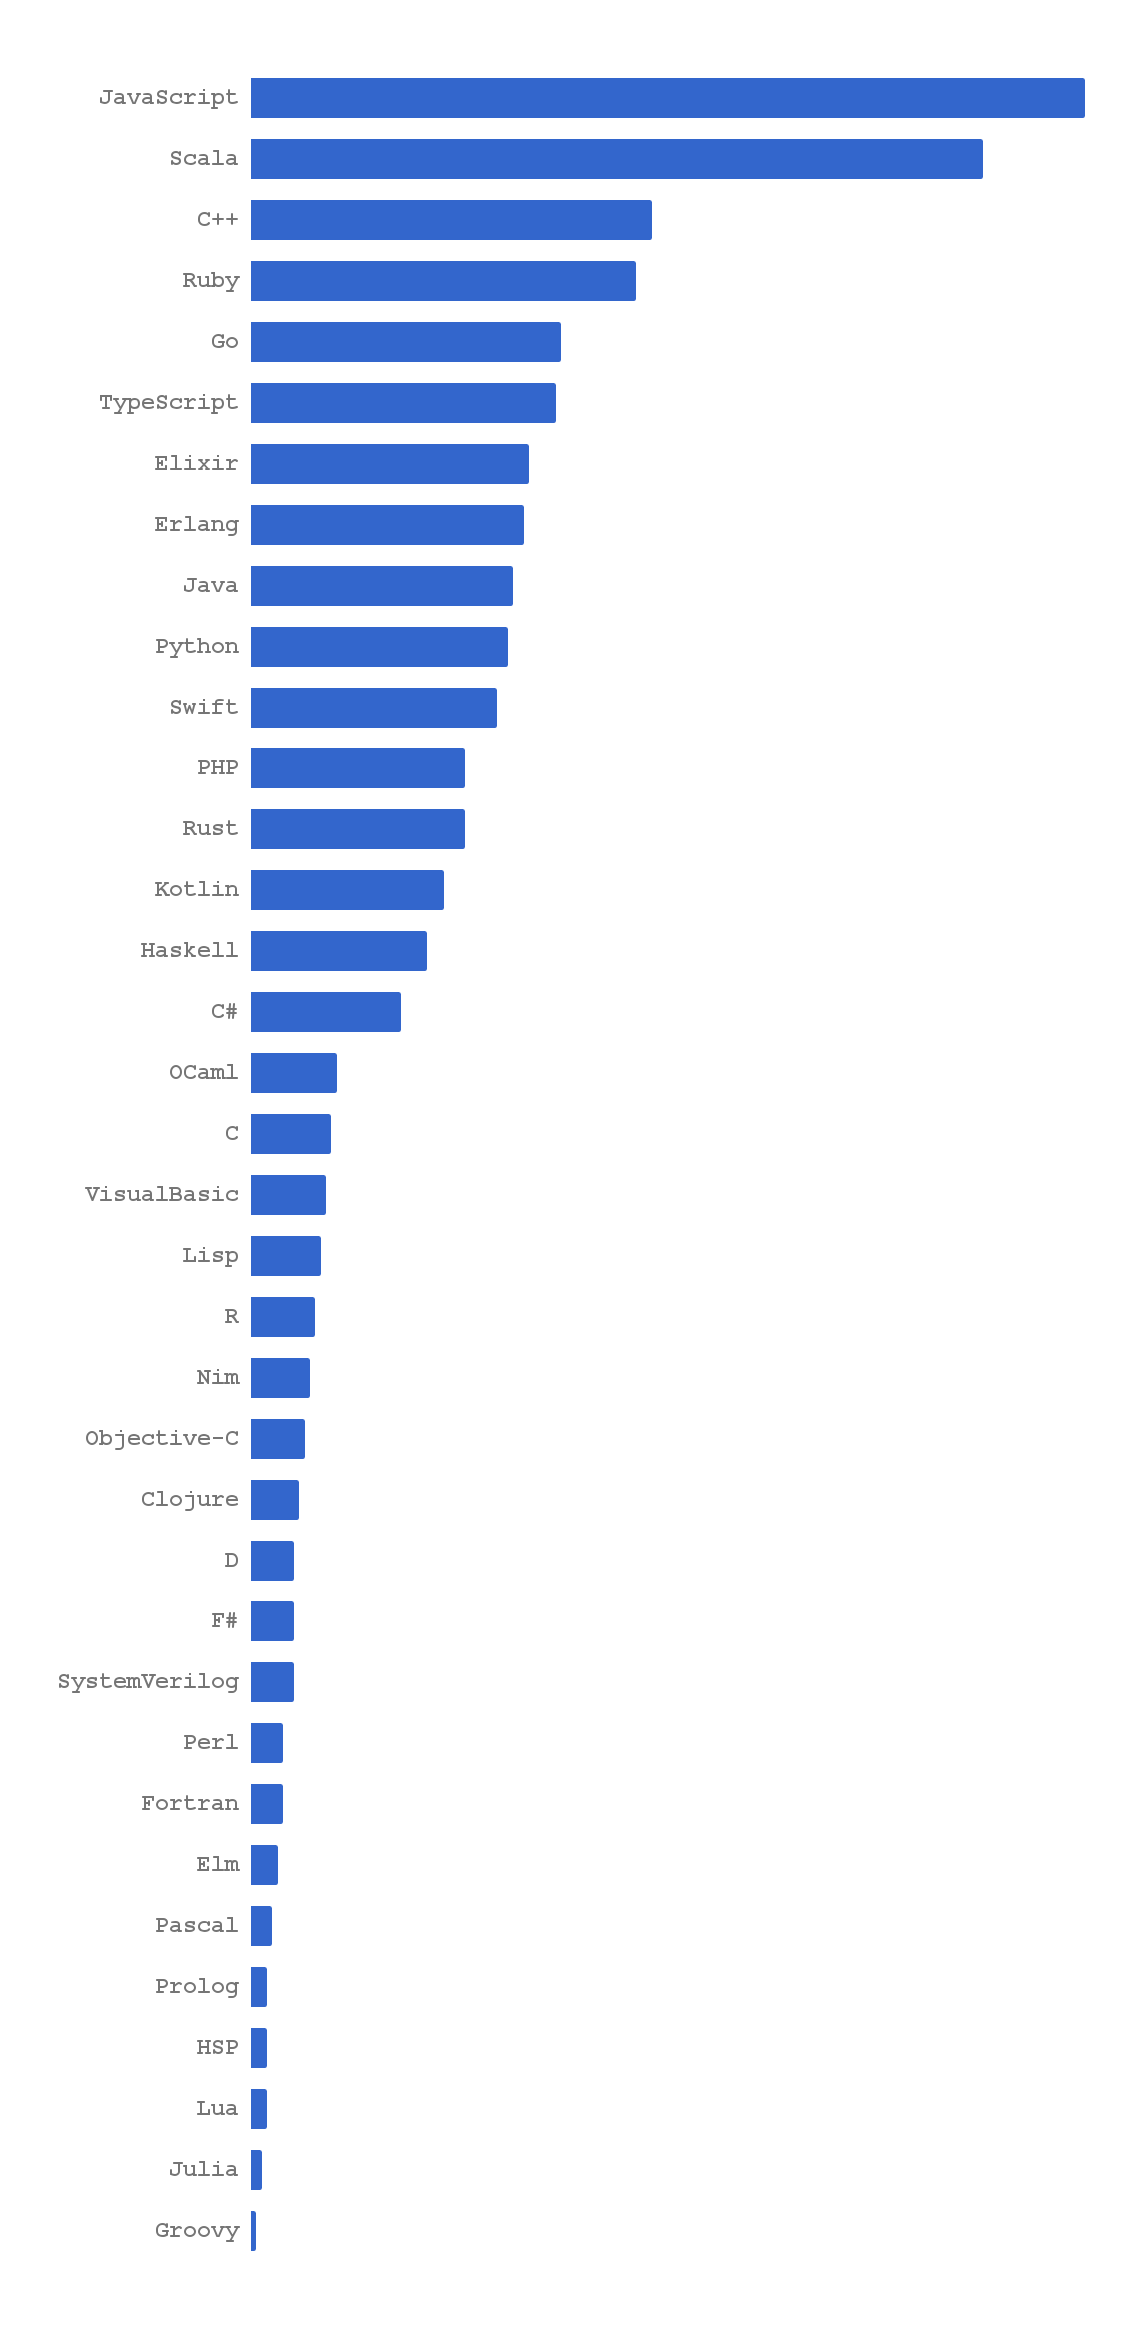 JavaScript
Scala
C++
Ruby
Go
TypeScript
Elixir
Erlang
Java
Python
Swift
PHP
Rust
Kotlin
Haskell
C#
OCaml
C
VisualBasic
Lisp
R
Nim
Objective-C
Clojure
D
F#
SystemVerilog
Perl
Fortran
Elm
Pascal
Prolog
HSP
Lua
Julia
Groovy